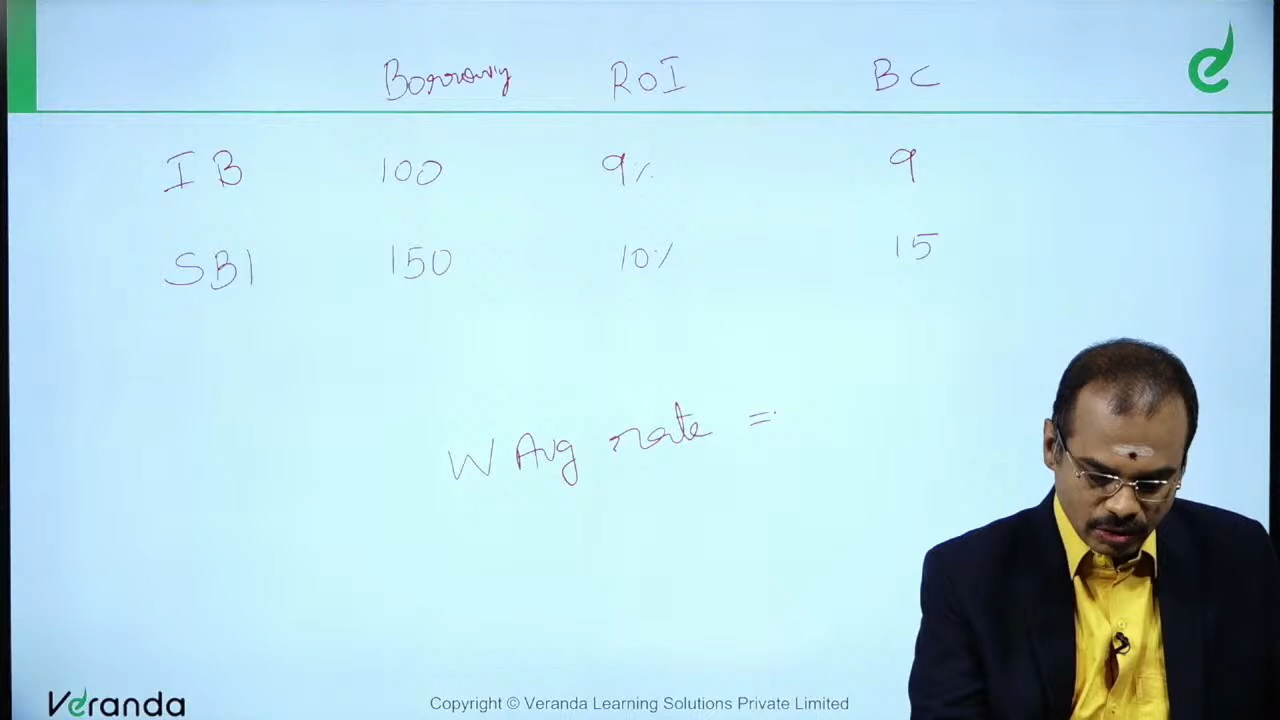 Borrowing RoI BC
IB 100 9% 9
SBI 150 10% 15
W Avg rate =
Veranda
Copyright © Veranda Learning Solutions Private Limited